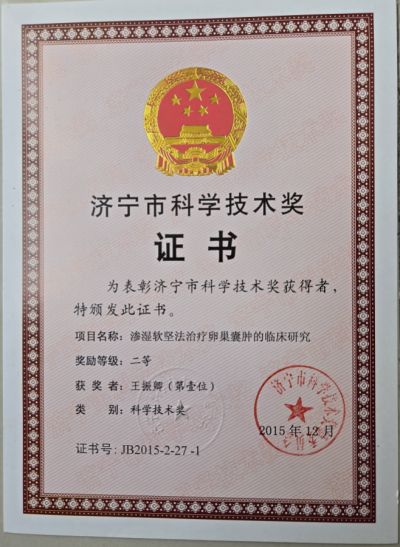 济宁市科学技术奖
证书
为表彰济宁市科学技术奖获得者,
特颁发此证书。
项目名称: 渗湿软坚法治疗卵巢囊肿的临床研究
奖励等级: 二等
获奖者: 王振卿（第壹位）
类别: 科学技术奖
2015年12月
证书号: JB2015-2-27 -1